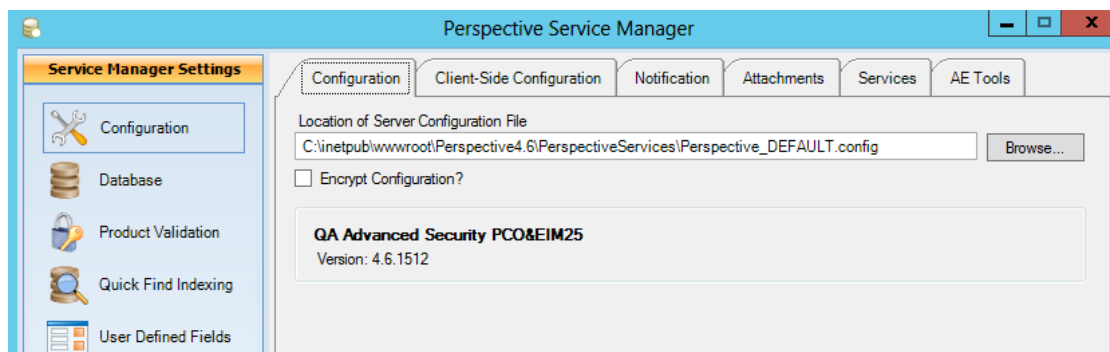 Perspective Service Manager
Service Manager Settings
Configuration
Database
Product Validation
Quick Find Indexing
User Defined Fields
Configuration Client-Side Configuration Notification Attachments Services AE Tools
Location of Server Configuration File
C:\inetpub\wwwroot\Perspective4.6\PerspectiveServices\Perspective_DEFAULT.config Browse...
Encrypt Configuration?
QA Advanced Security PCO&EIM25
Version: 4.6.1512